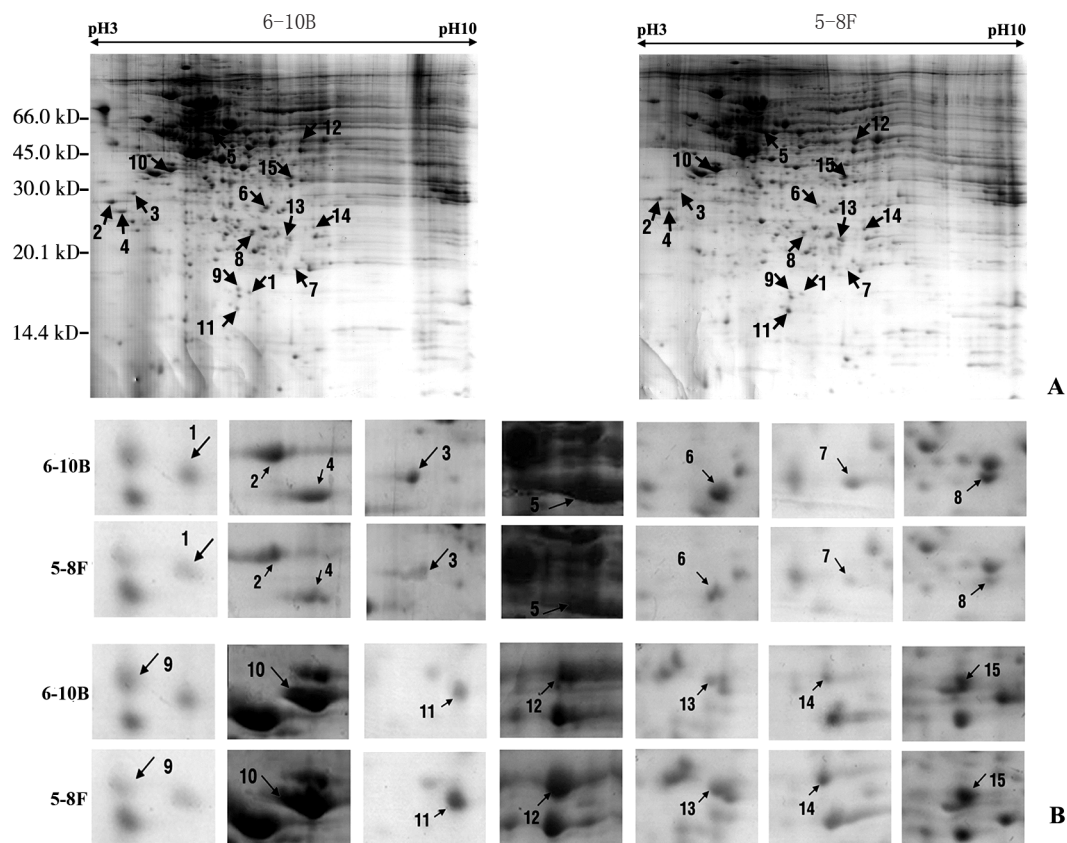 6-10B 5-8F
pH3 pH10 pH3 pH10
66.0 kD
45.0 kD
30.0 kD
20.1 kD
14.4 kD
12 5 10 15 6 13 14 2 3 4 8 9 1 7 11
12 5 10 15 6 13 14 2 3 4 8 9 1 7 11
A
6-10B 1 2 4 3 5 6 7 8
5-8F 1 2 4 3 5 6 7 8
6-10B 9 10 11 12 13 14 15
5-8F 9 10 11 12 13 14 15
B